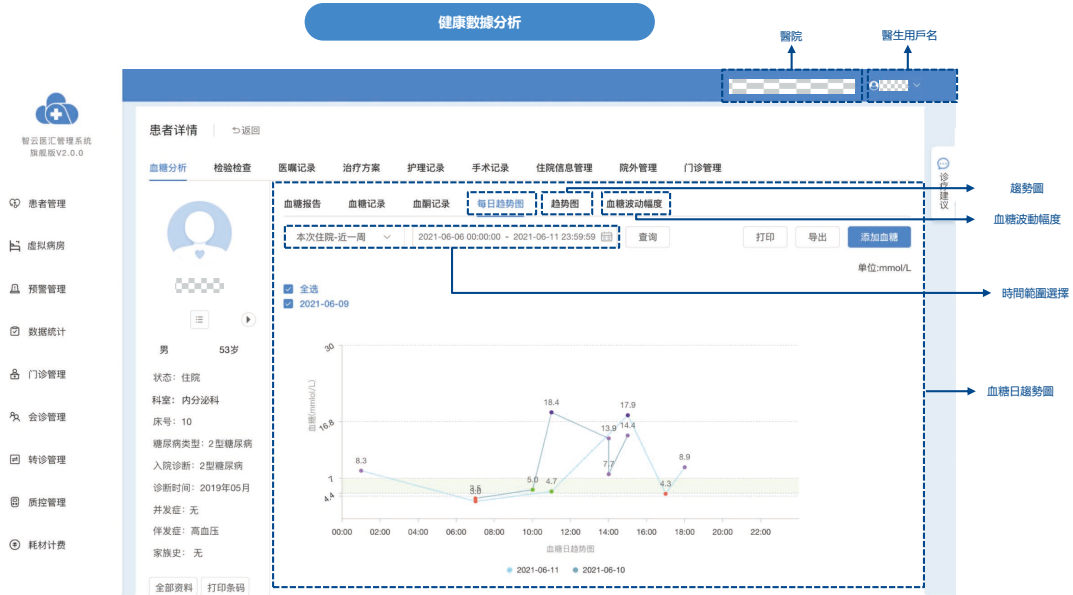 健康數據分析
醫院
醫生用戶名
智云医汇管理系统
旗舰版V2.0.0
患者详情
返回
血糖分析 检验检查 医嘱记录 治疗方案 护理记录 手术记录 住院信息管理 院外管理 门诊管理
诊疗建议
患者管理
虚拟病房
预警管理
数据统计
门诊管理
会诊管理
转诊管理
质控管理
耗材计费
血糖报告 血糖记录 血酮记录 每日趋势图 趋势图 血糖波动幅度
趨勢圖
血糖波動幅度
本次住院-近一周 2021-06-06 00:00:00 - 2021-06-11 23:59:59 查询 打印 导出 添加血糖
单位:mmol/L
全选
2021-06-09
時間範圍選擇
男 53岁
状态：住院
科室：内分泌科
床号：10
糖尿病类型：2型糖尿病
入院诊断：2型糖尿病
诊断时间：2019年05月
并发症：无
伴发症：高血压
家族史：无
全部资料 打印条码
血糖日趨勢圖
30
16.8
7
4.4
血糖(mmlol/L)
8.3
3.5
3.0
5.0
4.7
18.4
13.9
7.7
17.9
14.4
4.3
8.9
00:00 02:00 04:00 06:00 08:00 10:00 12:00 14:00 16:00 18:00 20:00 22:00
血糖日趋势图
2021-06-11 2021-06-10